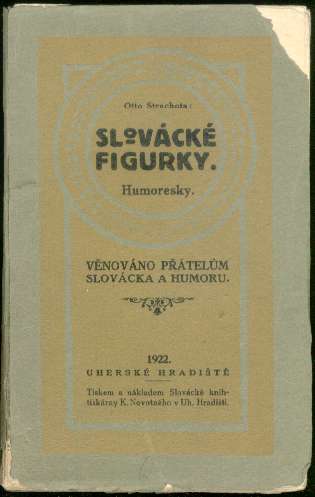 Otto Strachota:
SLOVÁCKÉ
FIGURKY.
Humoresky.
VĚNOVÁNO PŘÁTELŮM
SLOVÁCKA A HUMORU.
1922.
UHERSKÉ HRADIŠTĚ
Tiskem a nákladem Slovácké knih-
tiskárny K. Novotného v Uh. Hradišti.